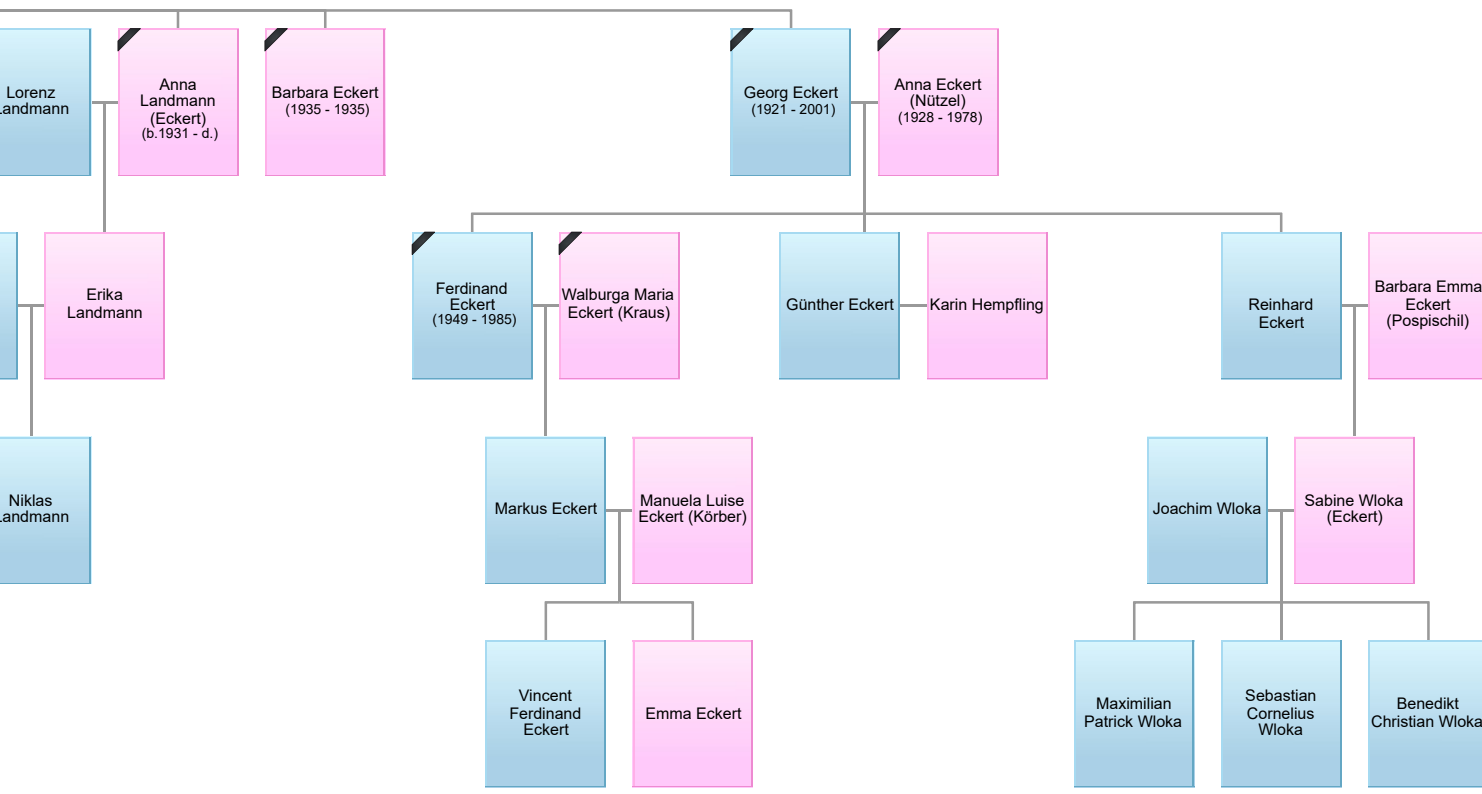 Lorenz
Landmann
Anna
Landmann
(Eckert)
(b.1931 - d.)
Barbara Eckert
(1935 - 1935)
Georg Eckert
(1921 - 2001)
Anna Eckert
(Nützel)
(1928 - 1978)
Erika
Landmann
Ferdinand
Eckert
(1949 - 1985)
Walburga Maria
Eckert (Kraus)
Günther Eckert
Karin Hempfling
Reinhard
Eckert
Barbara Emma
Eckert
(Pospischil)
Niklas
Landmann
Markus Eckert
Manuela Luise
Eckert (Körber)
Joachim Wloka
Sabine Wloka
(Eckert)
Vincent
Ferdinand
Eckert
Emma Eckert
Maximilian
Patrick Wloka
Sebastian
Cornelius
Wloka
Benedikt
Christian Wloka